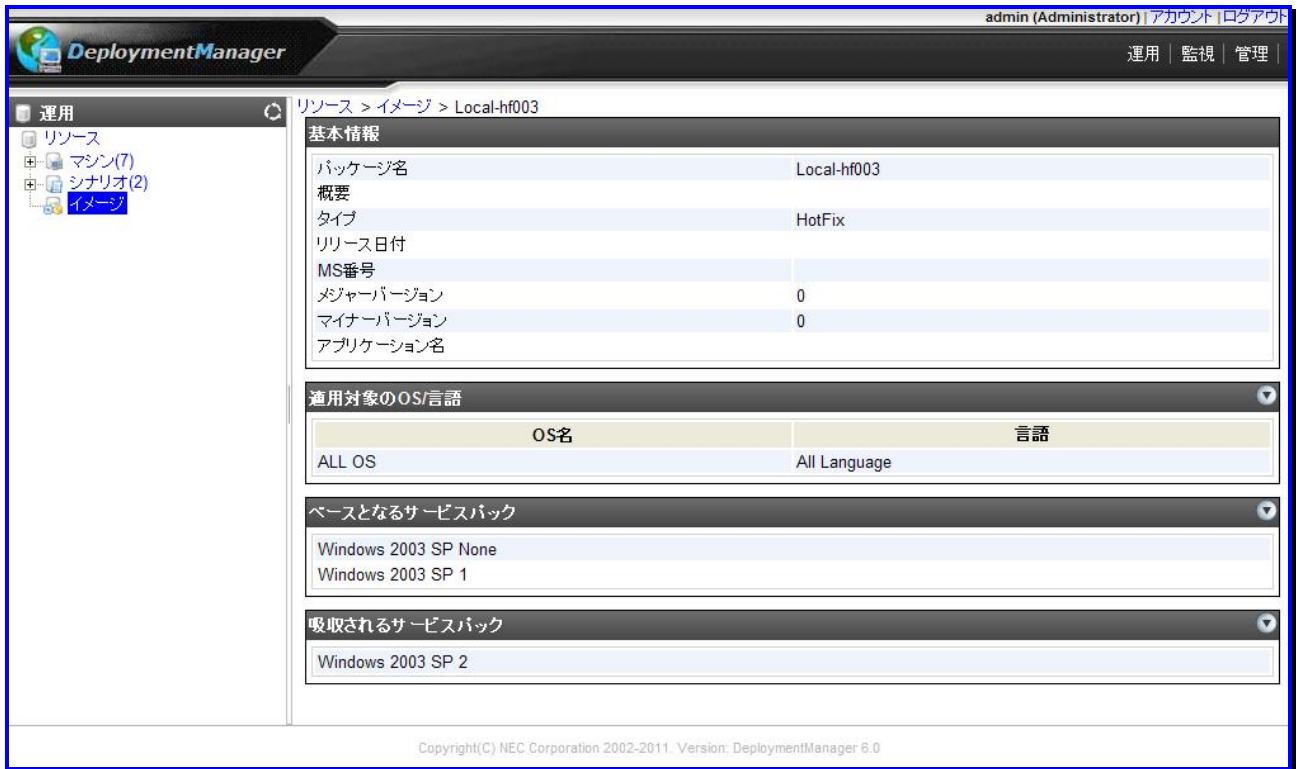 admin (Administrator) | アカウント | ログアウト
DeploymentManager
運用 | 監視 | 管理 |
運用
リソース
マシン(7)
シナリオ(2)
イメージ
リソース > イメージ > Local-hf003
基本情報
パッケージ名 Local-hf003
概要
タイプ HotFix
リリース日付
MS番号
メジャーバージョン 0
マイナーバージョン 0
アプリケーション名
適用対象のOS/言語
OS名 言語
ALL OS All Language
ベースとなるサービスパック
Windows 2003 SP None
Windows 2003 SP 1
吸収されるサービスパック
Windows 2003 SP 2
Copyright(C) NEC Corporation 2002-2011. Version: DeploymentManager 6.0